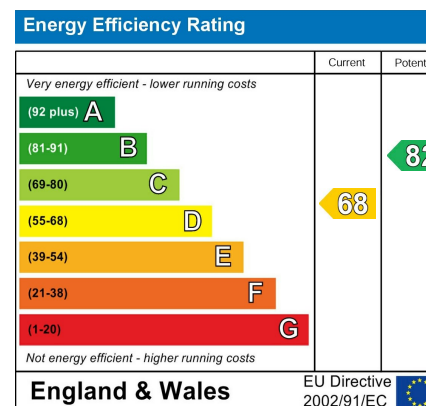 Energy Efficiency Rating
Current
Very energy efficient - lower running costs
(92 plus) A
(81-91) B
(69-80) C
(55-68) D
68
(39-54) E
(21-38) F
(1-20) G
Not energy efficient - higher running costs
England & Wales
EU Directive
2002/91/EC